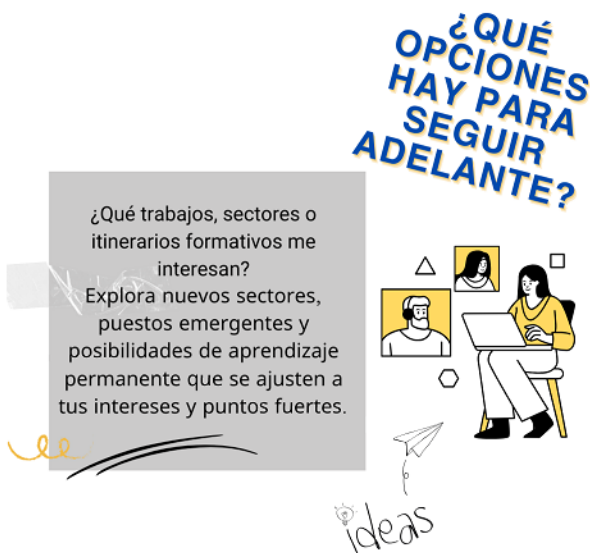 ¿QUÉ
OPCIONES
HAY PARA
SEGUIR
ADELANTE?
¿Qué trabajos, sectores o
itinerarios formativos me
interesan?
Explora nuevos sectores,
puestos emergentes y
posibilidades de aprendizaje
permanente que se ajusten a
tus intereses y puntos fuertes.
ideas